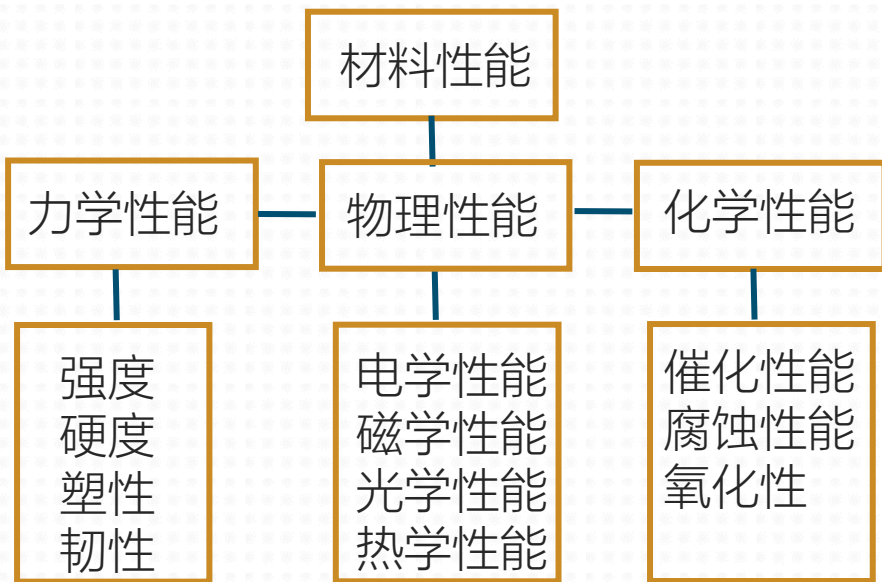 材料性能
力学性能
物理性能
化学性能
强度
硬度
塑性
韧性
电学性能
磁学性能
光学性能
热学性能
催化性能
腐蚀性能
氧化性